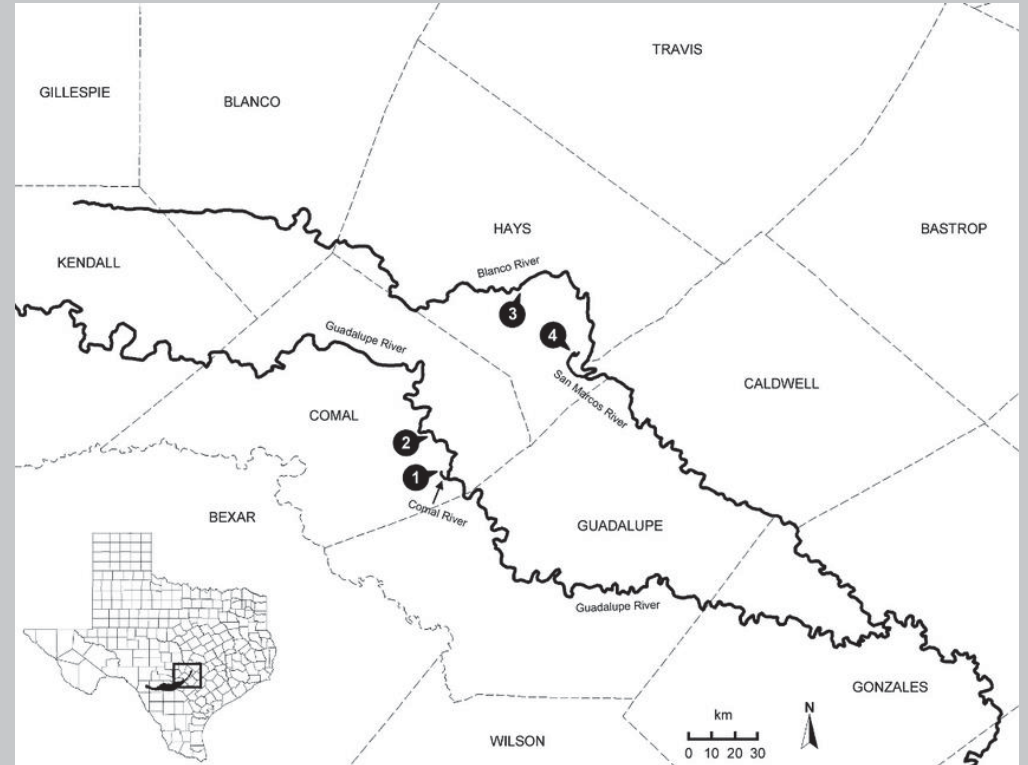 TRAVIS
GILLESPIE
BLANCO
HAYS
BASTROP
KENDALL
Blanco River
3
4
Guadalupe River
San Marcos River
CALDWELL
COMAL
2
1
Comal River
BEXAR
GUADALUPE
Guadalupe River
GONZALES
WILSON
km
0 10 20 30
N